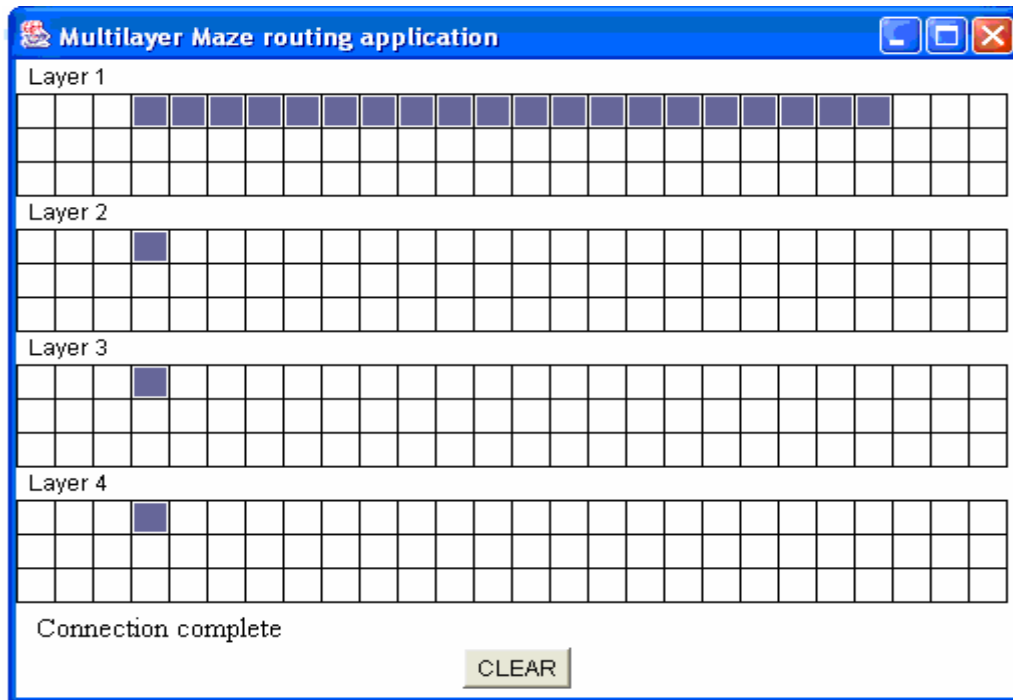 Multilayer Maze routing application
Layer 1
Layer 2
Layer 3
Layer 4
Connection complete
CLEAR